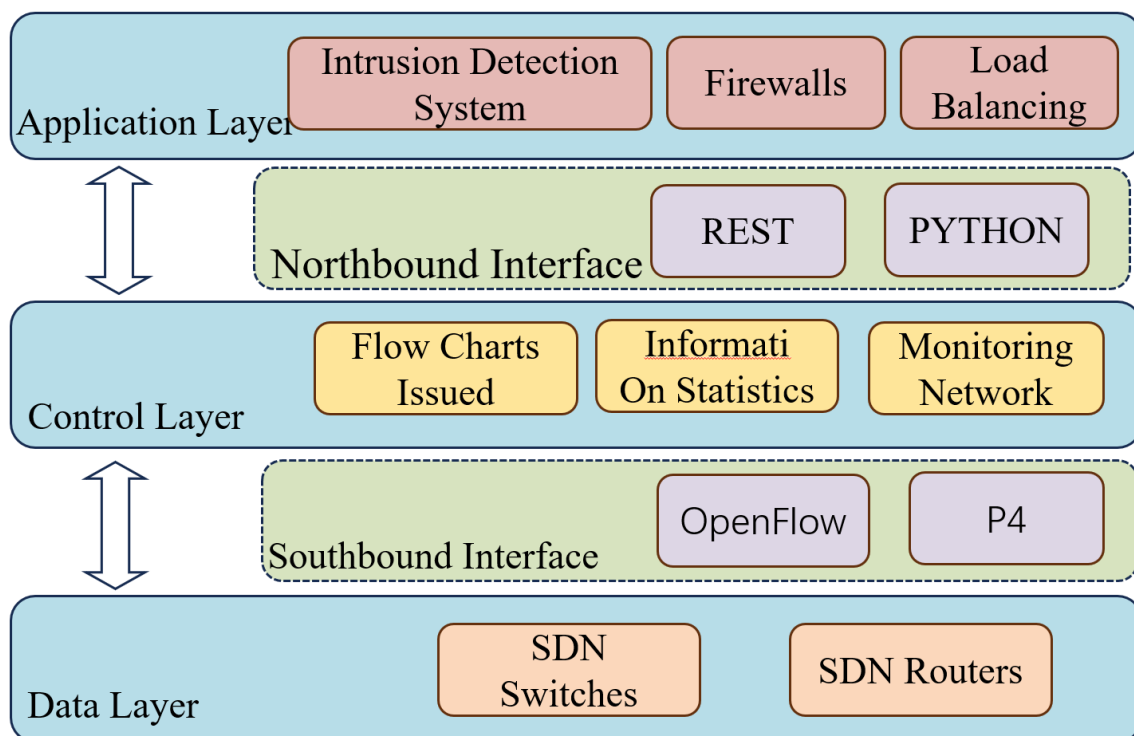 Intrusion Detection
System
Firewalls
Load
Balancing
Application Layer
REST
PYTHON
Northbound Interface
Flow Charts
Issued
Informati
On Statistics
Monitoring
Network
Control Layer
OpenFlow
P4
Southbound Interface
SDN
Switches
SDN Routers
Data Layer